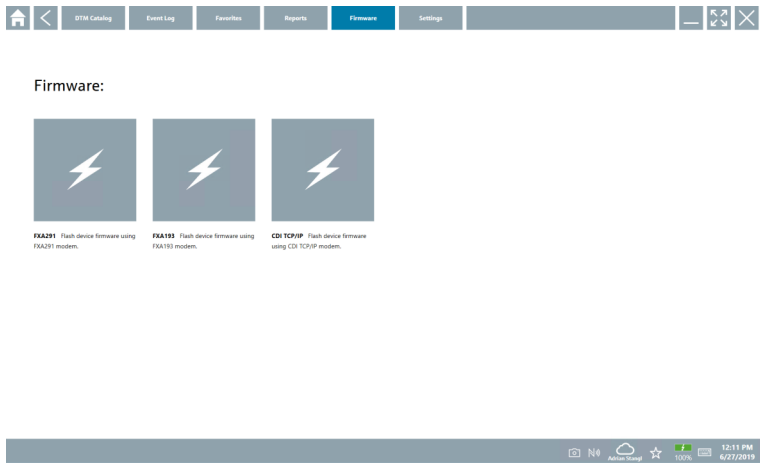 DTM Catalog
Event Log
Favorites
Reports
Firmware
Settings
Firmware:
FXA291 Flash device firmware using
FXA291 modem.
FXA193 Flash device firmware using
FXA193 modem.
CDI TCP/IP Flash device firmware
using CDI TCP/IP modem.
Adrian Stangl
100%
12:11 PM
6/27/2019